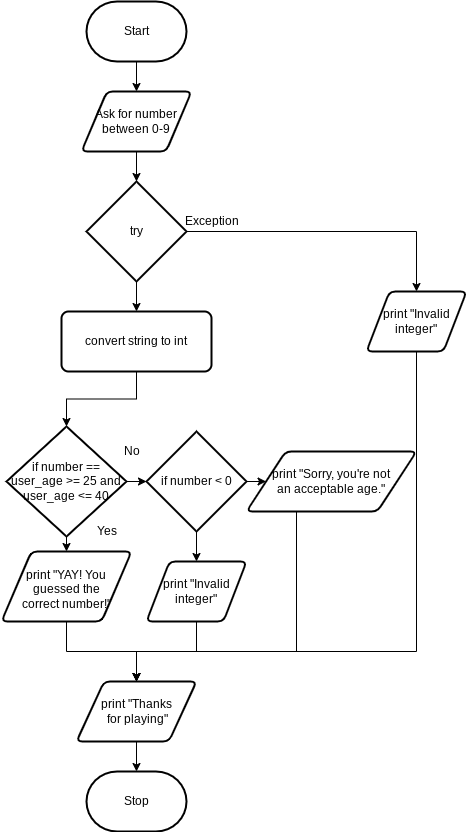 Start
Ask for number
between 0-9
try
Exception
print "Invalid
integer"
convert string to int
No
if number ==
user_age >= 25 and
user_age <= 40
if number < 0
print "Sorry, you're not
an acceptable age."
Yes
print "YAY! You
guessed the
correct number!"
print "Invalid
integer"
print "Thanks
for playing"
Stop